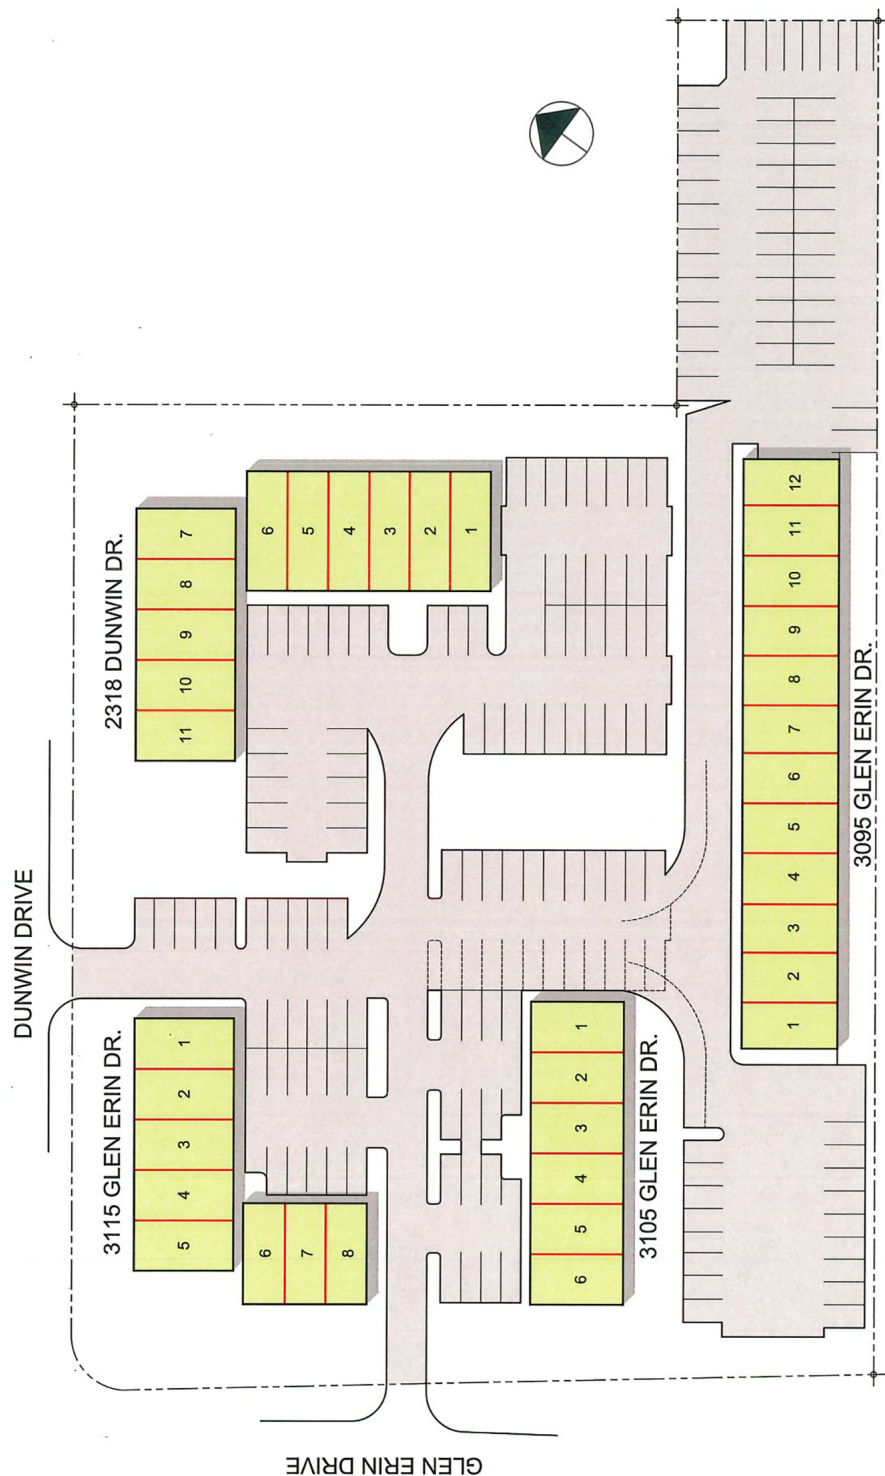 DUNWIN DRIVE
3115 GLEN ERIN DR.
5 4 3 2 1
6
7
8
2318 DUNWIN DR.
11 10 9 8 7
6
5
4
3
2
1
GLEN ERIN DRIVE
6 5 4 3 2 1
3105 GLEN ERIN DR.
1 2 3 4 5 6 7 8 9 10 11 12
3095 GLEN ERIN DR.